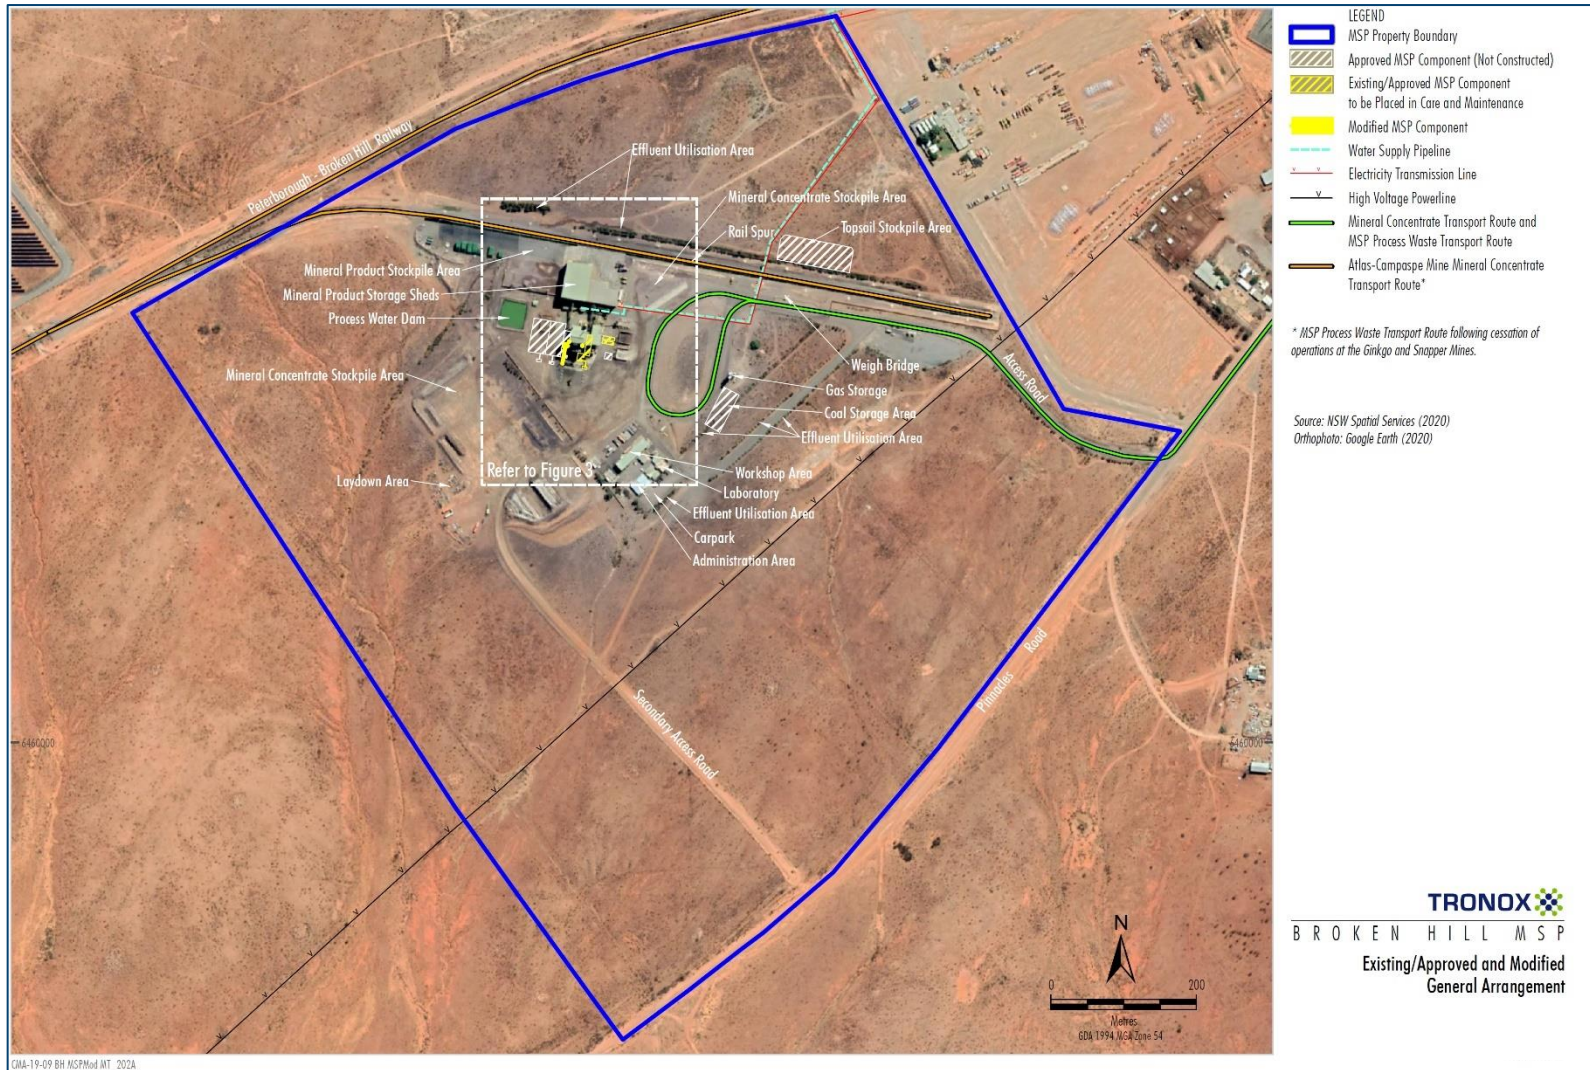 LEGEND
MSP Property Boundary
Approved MSP Component (Not Constructed)
Existing/Approved MSP Component
to be Placed in Care and Maintenance
Modified MSP Component
Water Supply Pipeline
Electricity Transmission Line
High Voltage Powerline
Mineral Concentrate Transport Route and
MSP Process Waste Transport Route
Atlas-Campaspe Mine Mineral Concentrate
Transport Route*
* MSP Process Waste Transport Route following cessation of
operations at the Ginkgo and Snapper Mines.
Source: NSW Spatial Services (2020)
Orthophoto: Google Earth (2020)
Peterborough - Broken Hill Railway
Effluent Utilisation Area
Mineral Concentrate Stockpile Area
Rail Spur
Topsoil Stockpile Area
Mineral Product Stockpile Area
Mineral Product Storage Sheds
Process Water Dam
Mineral Concentrate Stockpile Area
Weigh Bridge
Access Road
Gas Storage
Coal Storage Area
Effluent Utilisation Area
Refer to Figure 3
Workshop Area
Laydown Area
Laboratory
Effluent Utilisation Area
Carpark
Administration Area
Secondary Access Road
Pinnacles Road
6460000
6460000
N
0 200
Metres
GDA 1994 MGA Zone 54
TRONOX
BROKEN HILL MSP
Existing/Approved and Modified
General Arrangement
CMA-19-09 BH MSPMod MT_202A